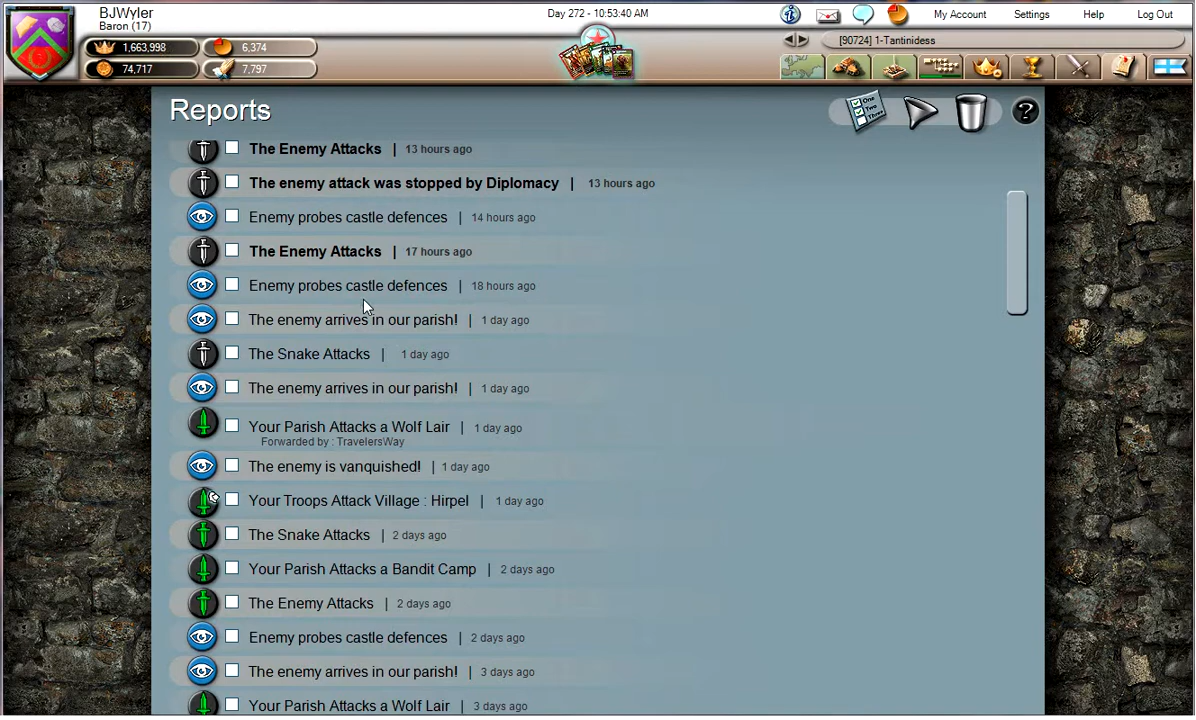 BJWyler
Baron (17)
1,663,998
6,374
74,717
7,797
Day 272 - 10:53:40 AM
My Account
Settings
Help
Log Out
[90724] 1-Tantinidess
Reports
One
Two
Three
?
The Enemy Attacks | 13 hours ago
The enemy attack was stopped by Diplomacy | 13 hours ago
Enemy probes castle defences | 14 hours ago
The Enemy Attacks | 17 hours ago
Enemy probes castle defences | 18 hours ago
The enemy arrives in our parish! | 1 day ago
The Snake Attacks | 1 day ago
The enemy arrives in our parish! | 1 day ago
Your Parish Attacks a Wolf Lair | 1 day ago
Forwarded by : TravelersWay
The enemy is vanquished! | 1 day ago
Your Troops Attack Village : Hirpel | 1 day ago
The Snake Attacks | 2 days ago
Your Parish Attacks a Bandit Camp | 2 days ago
The Enemy Attacks | 2 days ago
Enemy probes castle defences | 2 days ago
The enemy arrives in our parish! | 3 days ago
Your Parish Attacks a Wolf Lair | 3 days ago